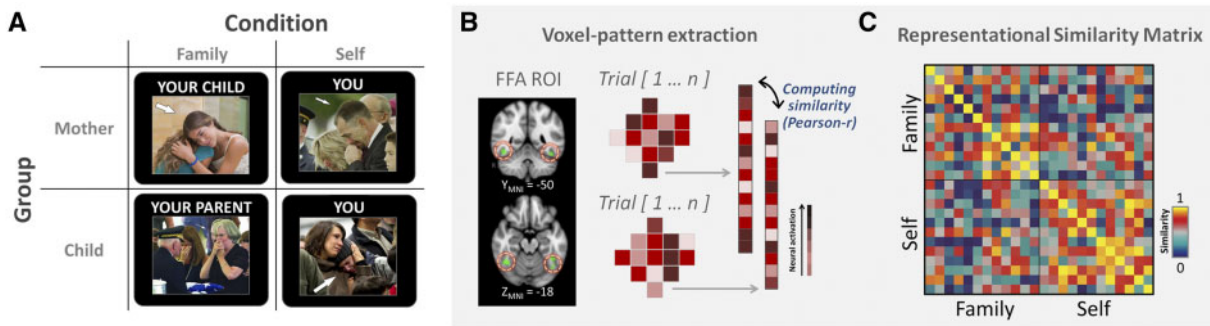 A
Condition
Family
Self
Group
Mother
YOUR CHILD
YOU
Child
YOUR PARENT
YOU
B
Voxel-pattern extraction
FFA ROI
Trial [ 1 ... n ]
Computing
similarity
(Pearson-r)
Y MNI = -50
Trial [ 1 ... n ]
Z MNI = -18
Neural activation
C
Representational Similarity Matrix
Family
Self
Similarity
1
0
Family
Self